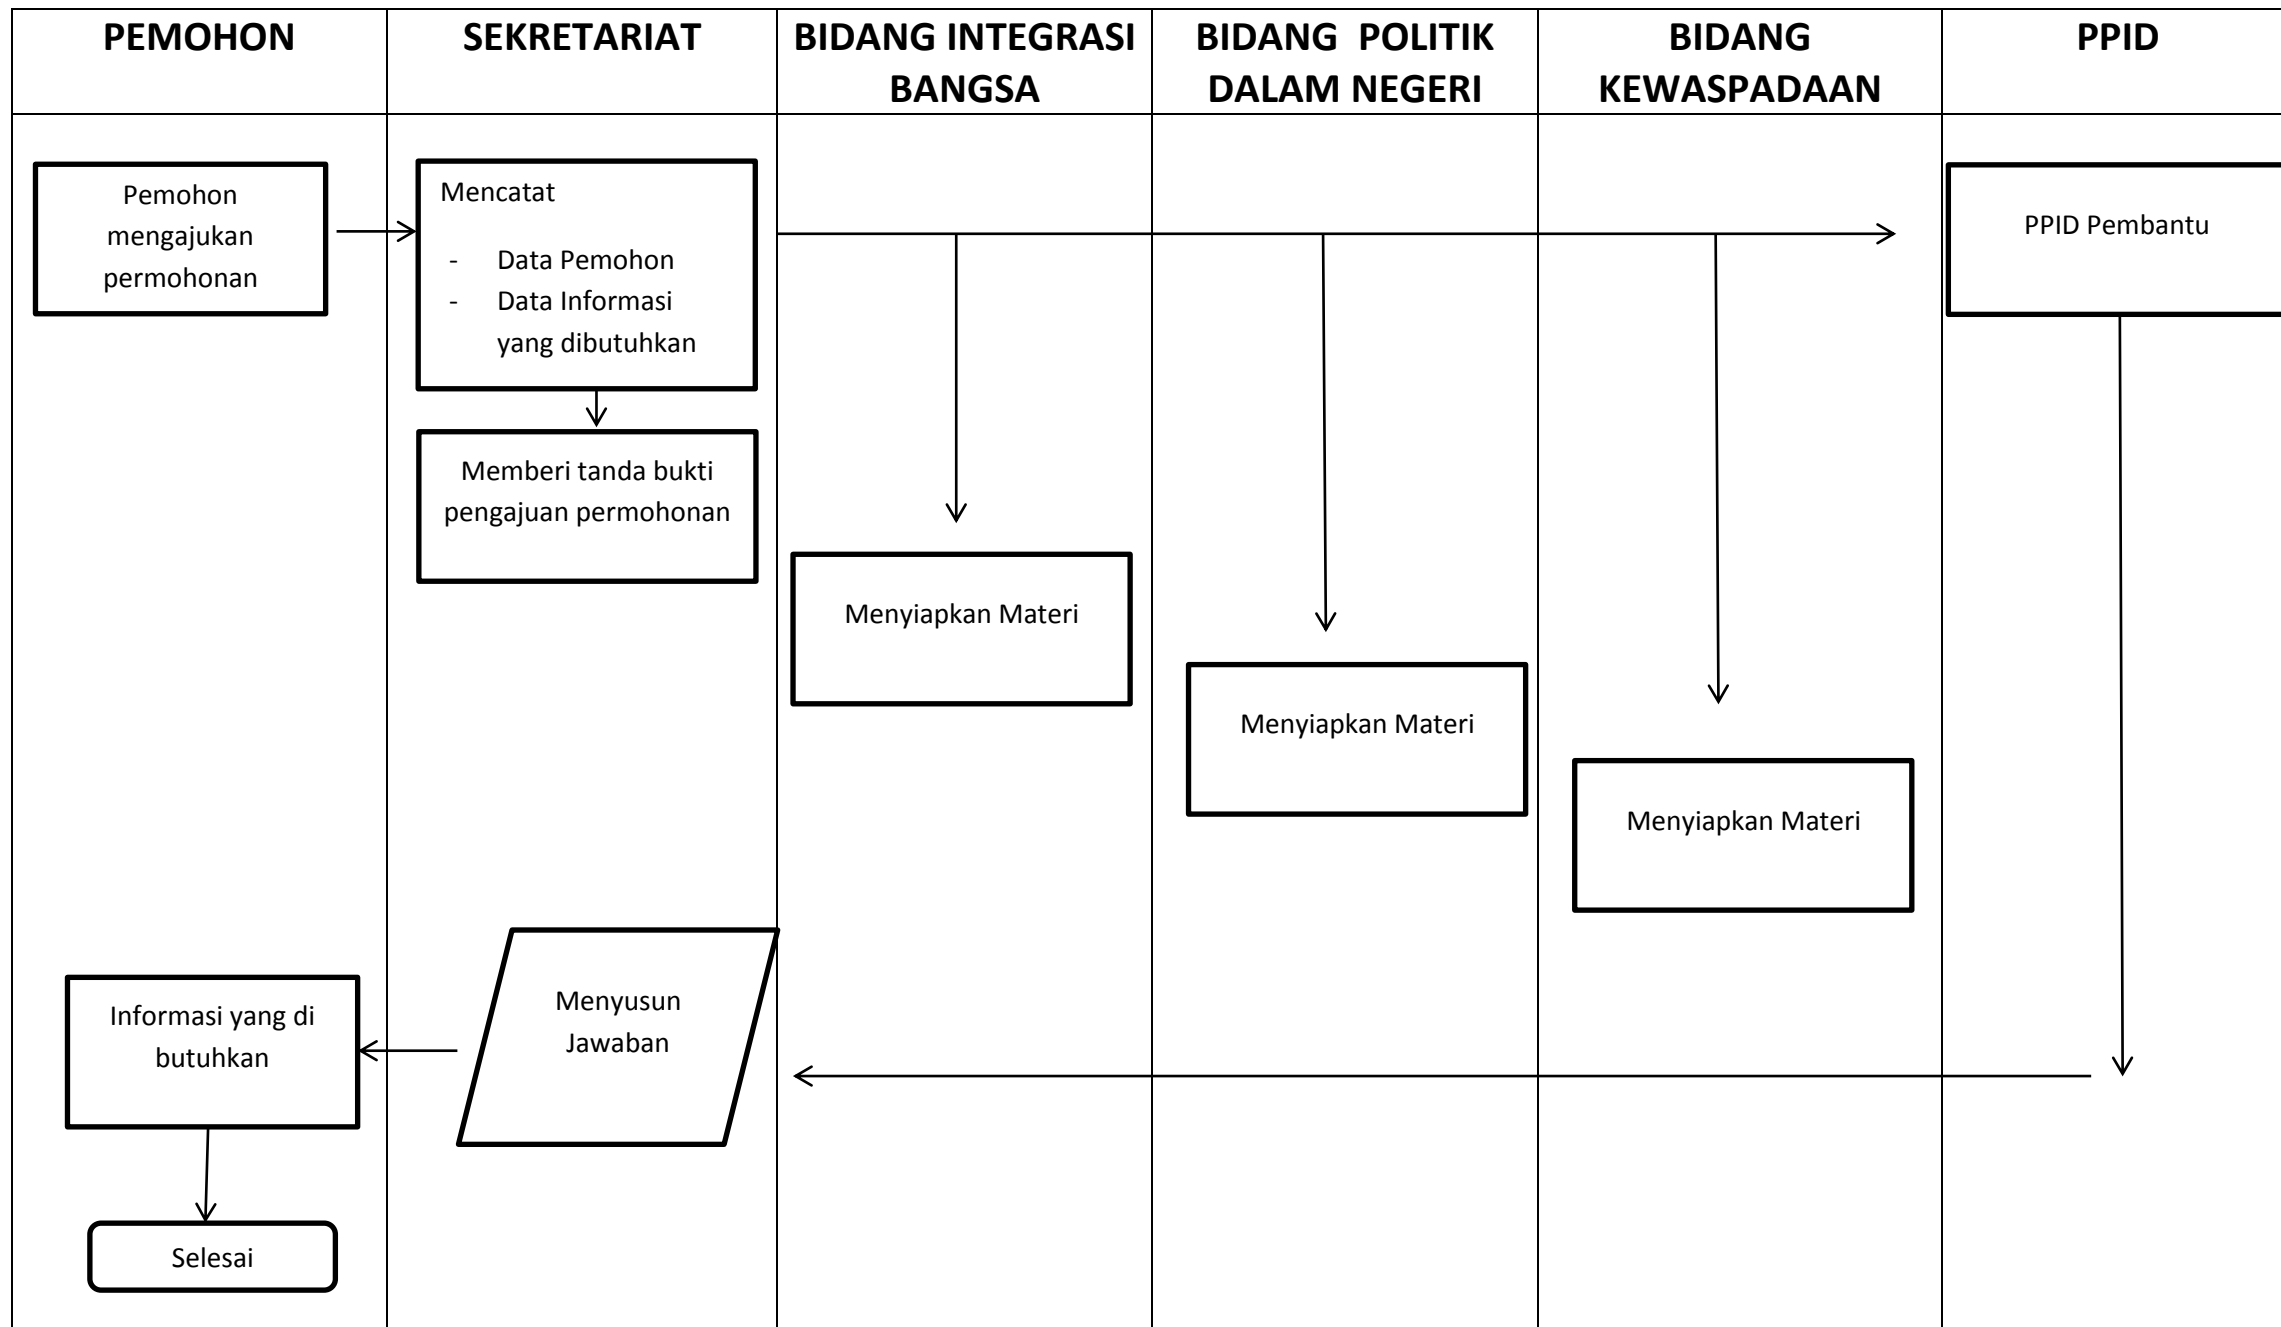 PEMOHON
SEKRETARIAT
BIDANG INTEGRASI
BANGSA
BIDANG  POLITIK
DALAM NEGERI
BIDANG
KEWASPADAAN
PPID
Pemohon
mengajukan
permohonan
Mencatat
- Data Pemohon
- Data Informasi
yang dibutuhkan
PPID Pembantu
Memberi tanda bukti
pengajuan permohonan
Menyiapkan Materi
Menyiapkan Materi
Menyiapkan Materi
Menyusun
Jawaban
Informasi yang di
butuhkan
Selesai